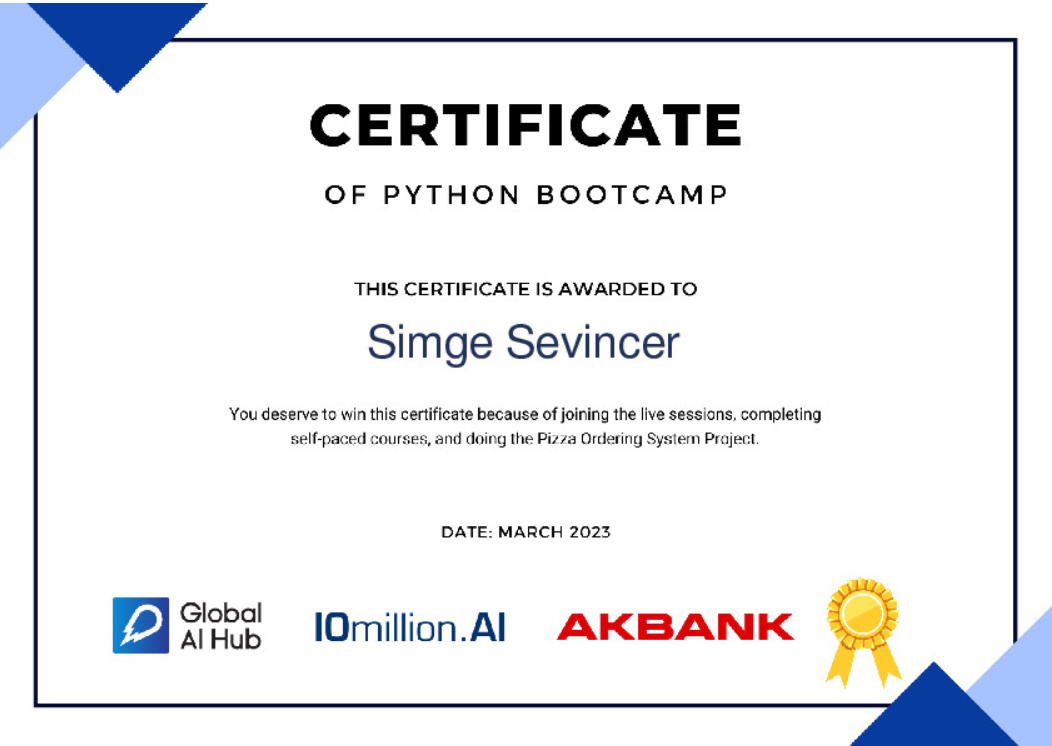 CERTIFICATE
OF PYTHON BOOTCAMP
THIS CERTIFICATE IS AWARDED TO
Simge Sevincer
You deserve to win this certificate because of joining the live sessions, completing
self-paced courses, and doing the Pizza Ordering System Project.
DATE: MARCH 2023
Global
AI Hub
10million.AI
AKBANK